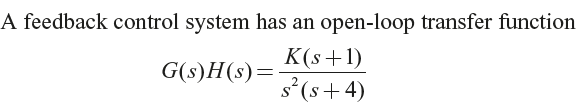 A feedback control system has an open-loop transfer function
G(s)H(s) = K(s+1) / s²(s+4)